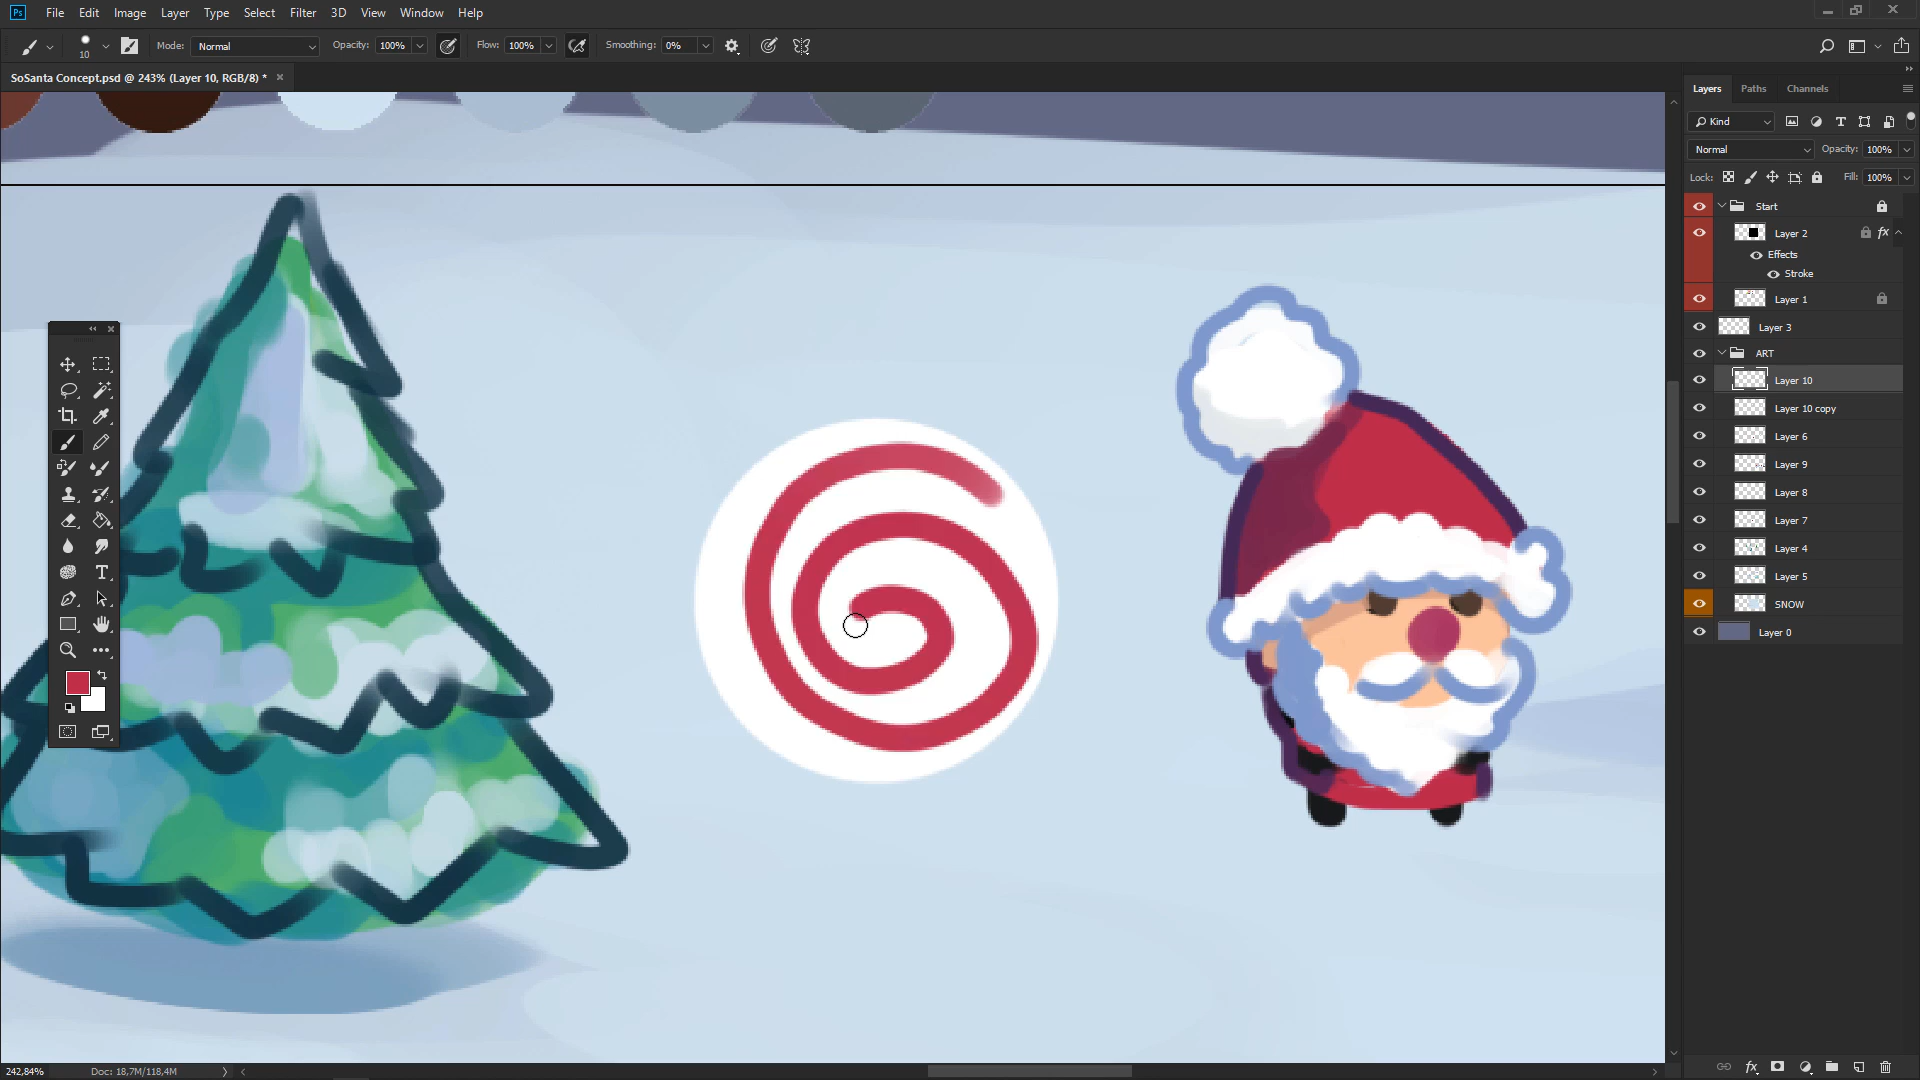 Ps File Edit Image Layer Type Select Filter 3D View Window Help
10 Mode: Normal Opacity: 100% Flow: 100% Smoothing: 0%
SoSanta Concept.psd @ 243% (Layer 10, RGB/8) *
Layers Paths Channels
Kind
Normal Opacity: 100%
Lock: Fill: 100%
Start
Layer 2 fx
Effects
Stroke
Layer 1
Layer 3
ART
Layer 10
Layer 10 copy
Layer 6
Layer 9
Layer 8
Layer 7
Layer 4
Layer 5
SNOW
Layer 0
242,84% Doc: 18,7M/118,4M
fx